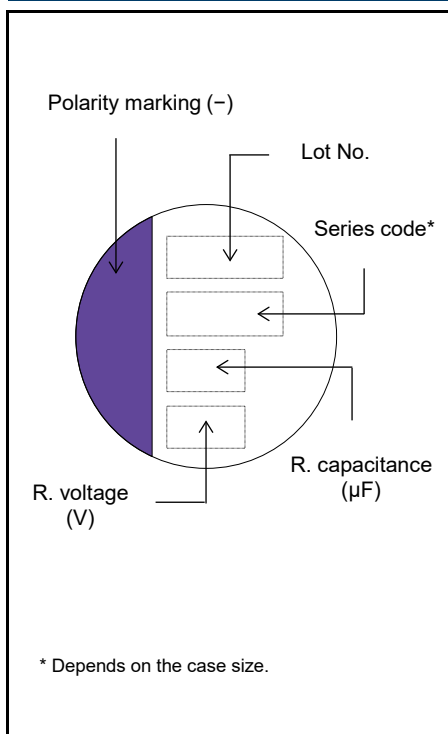 Polarity marking (−)
Lot No.
Series code*
R. capacitance
(µF)
R. voltage
(V)
* Depends on the case size.